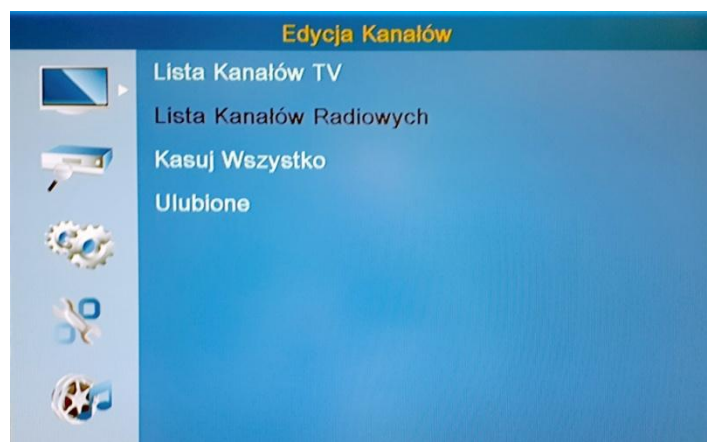 Edycja Kanałów
Lista Kanałów TV
Lista Kanałów Radiowych
Kasuj Wszystko
Ulubione